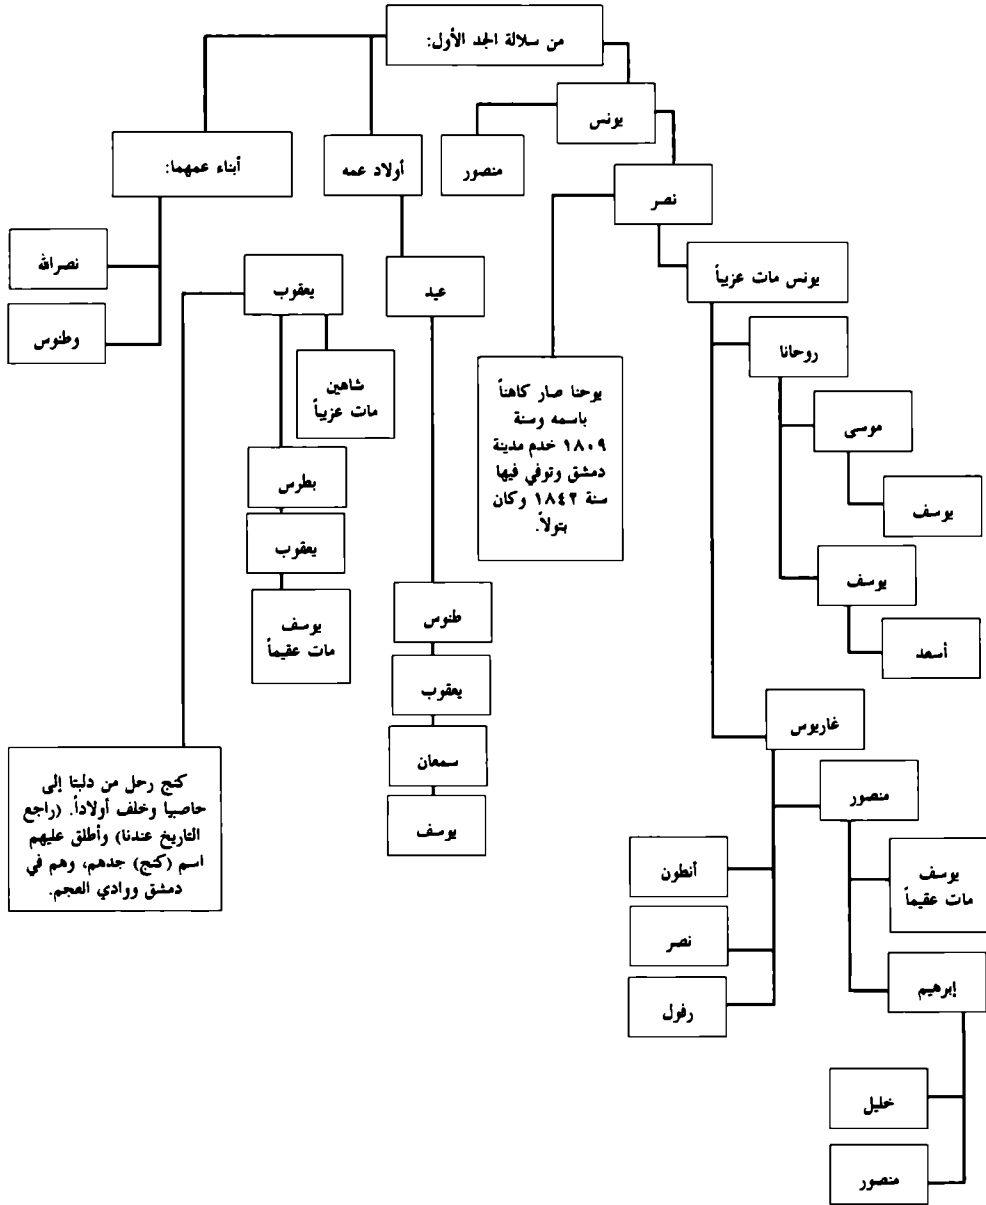 من سلالة الجد الأول:
يونس
منصور
نصر
يونس مات عزيباً
روحانا
موسى
يوسف
يوسف
أسعد
غاريوس
منصور
يوسف
مات عقيماً
إبرهيم
خليل
منصور
أنطون
نصر
رفول
يوحنا صار كاهناً
باسمه وسنة
١٨٠٩ خدم مدينة
دمشق وتوفي فيها
سنة ١٨٤٢ وكان
بتولاً.
أولاد عمه
عيد
طنوس
يعقوب
سمعان
يوسف
أبناء عمهما:
نصرالله
وطنوس
يعقوب
شاهين
مات عزيباً
بطرس
يعقوب
يوسف
مات عقيماً
كنج رحل من دلبتا إلى
حاصبيا وخلف أولاداً. (راجع
التاريخ عندنا) وأطلق عليهم
اسم (كنج) جدهم، وهم في
دمشق ووادي العجم.